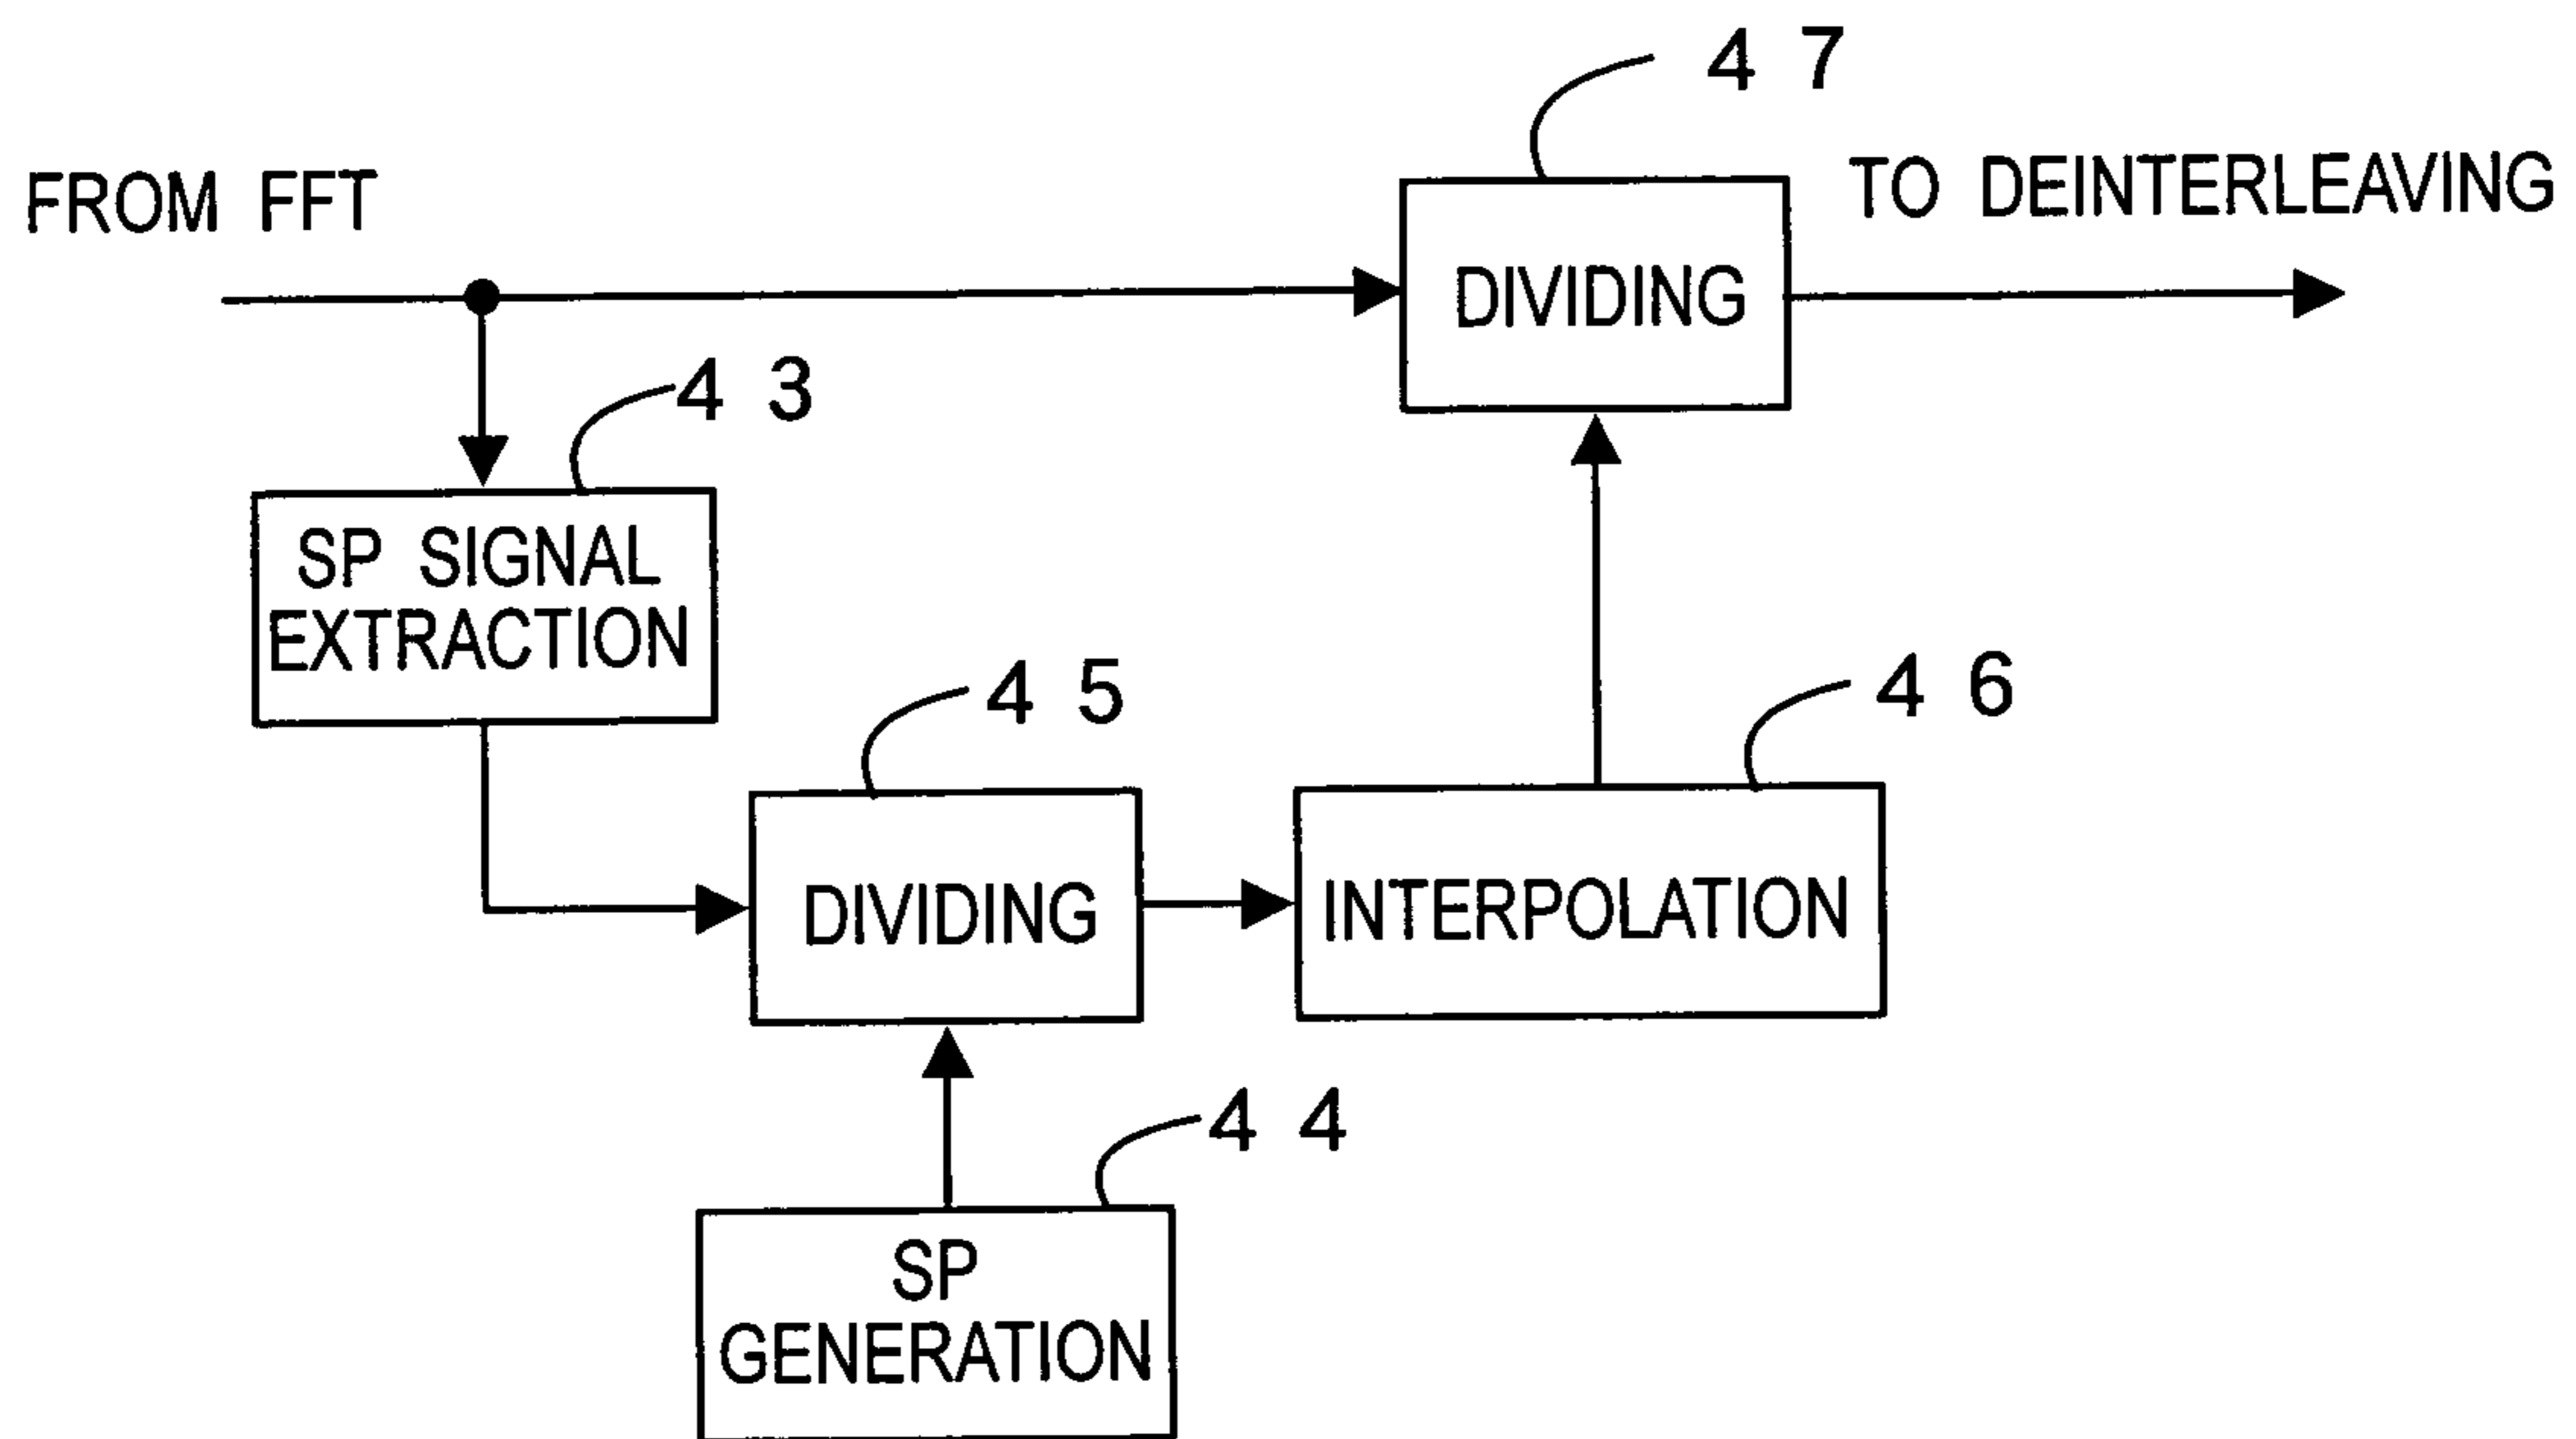 4 7
FROM FFT
TO DEINTERLEAVING
DIVIDING
4 3
SP SIGNAL
EXTRACTION
4 5
4 6
DIVIDING
INTERPOLATION
4 4
SP
GENERATION